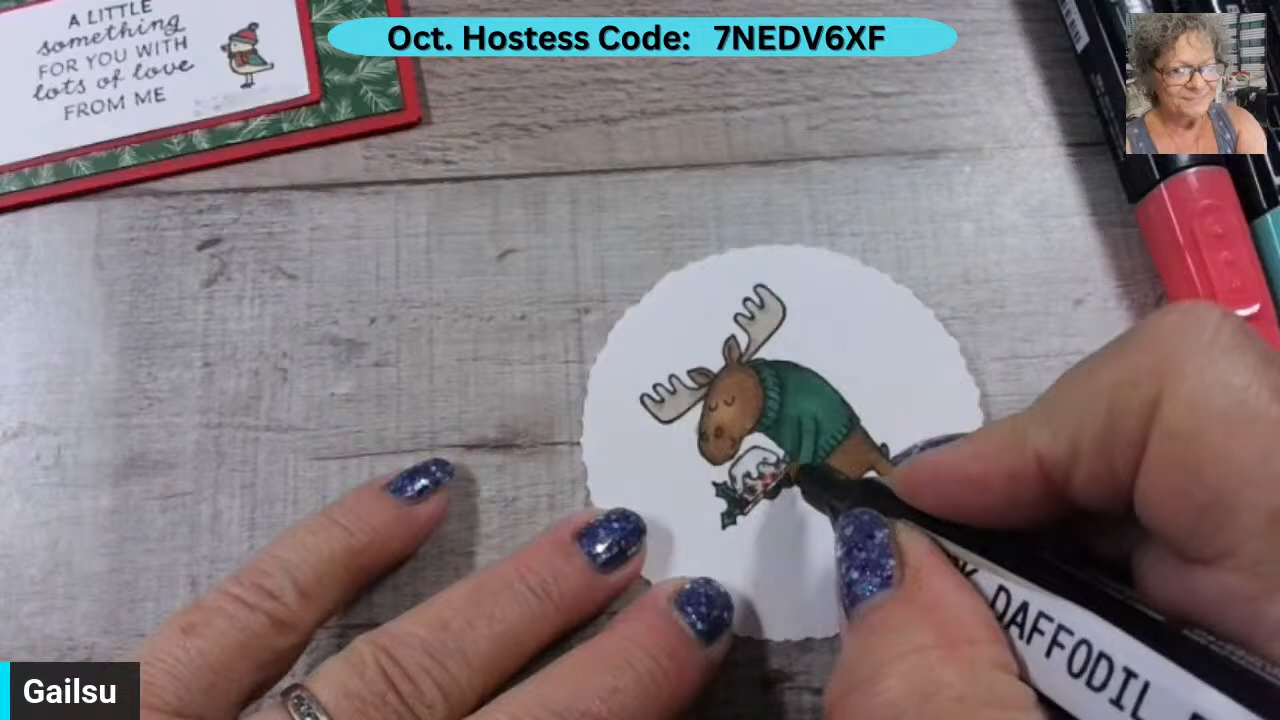 Oct. Hostess Code: 7NEDV6XF
A LITTLE
something
FOR YOU WITH
lots of love
FROM ME
DAFFODIL
Gailsu